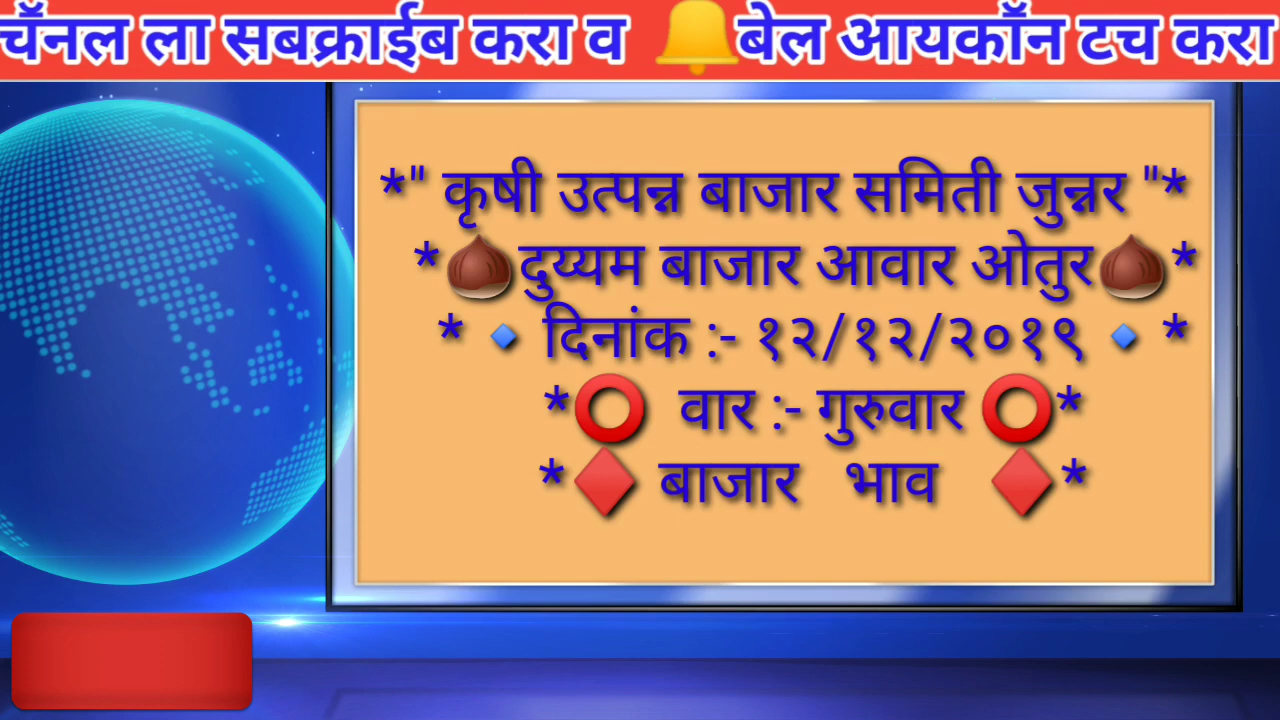 चॅनल ला सबक्राईब करा व 🔔बेल आयकॉन टच करा
*" कृषी उत्पन्न बाजार समिती जुन्नर "*
*🌰दुय्यम बाजार आवार ओतुर🌰*
*🔹 दिनांक :- १२/१२/२०१९ 🔹*
*⭕ वार :- गुरुवार ⭕*
*♦️ बाजार भाव ♦️*